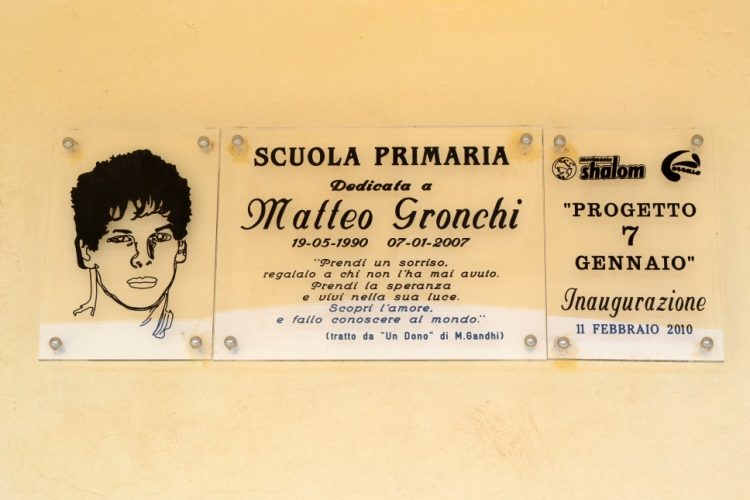 SCUOLA PRIMARIA
Dedicata a
Matteo Gronchi
19-05-1990 07-01-2007
"Prendi un sorriso,
regalalo a chi non l'ha mai avuto.
Prendi la speranza
e vivi nella sua luce.
Scopri l'amore,
e fallo conoscere al mondo."
(tratto da "Un Dono" di M.Gandhi)
movimento
shalom
"PROGETTO
7
GENNAIO"
Inaugurazione
11 FEBBRAIO 2010